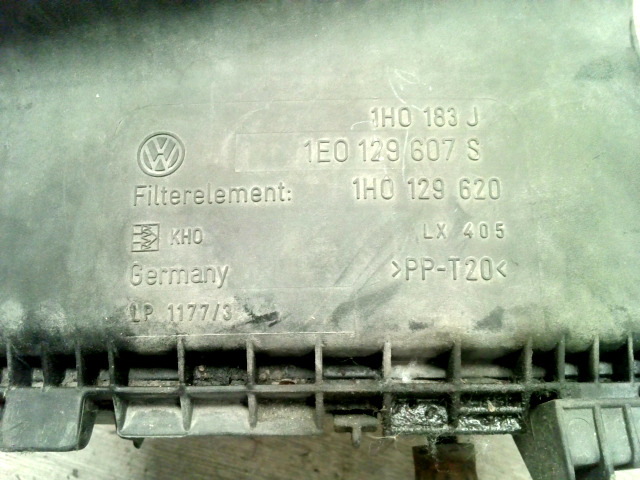 1H0 183 J
1E0 129 607 S
Filterelement: 1H0 129 620
KHO LX 405
Germany >PP-T20<
LP 1177/3